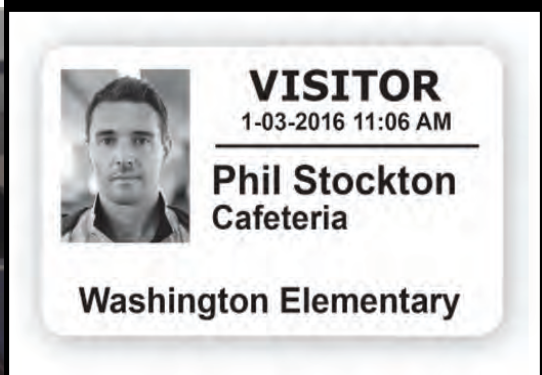 VISITOR
1-03-2016 11:06 AM
Phil Stockton
Cafeteria
Washington Elementary